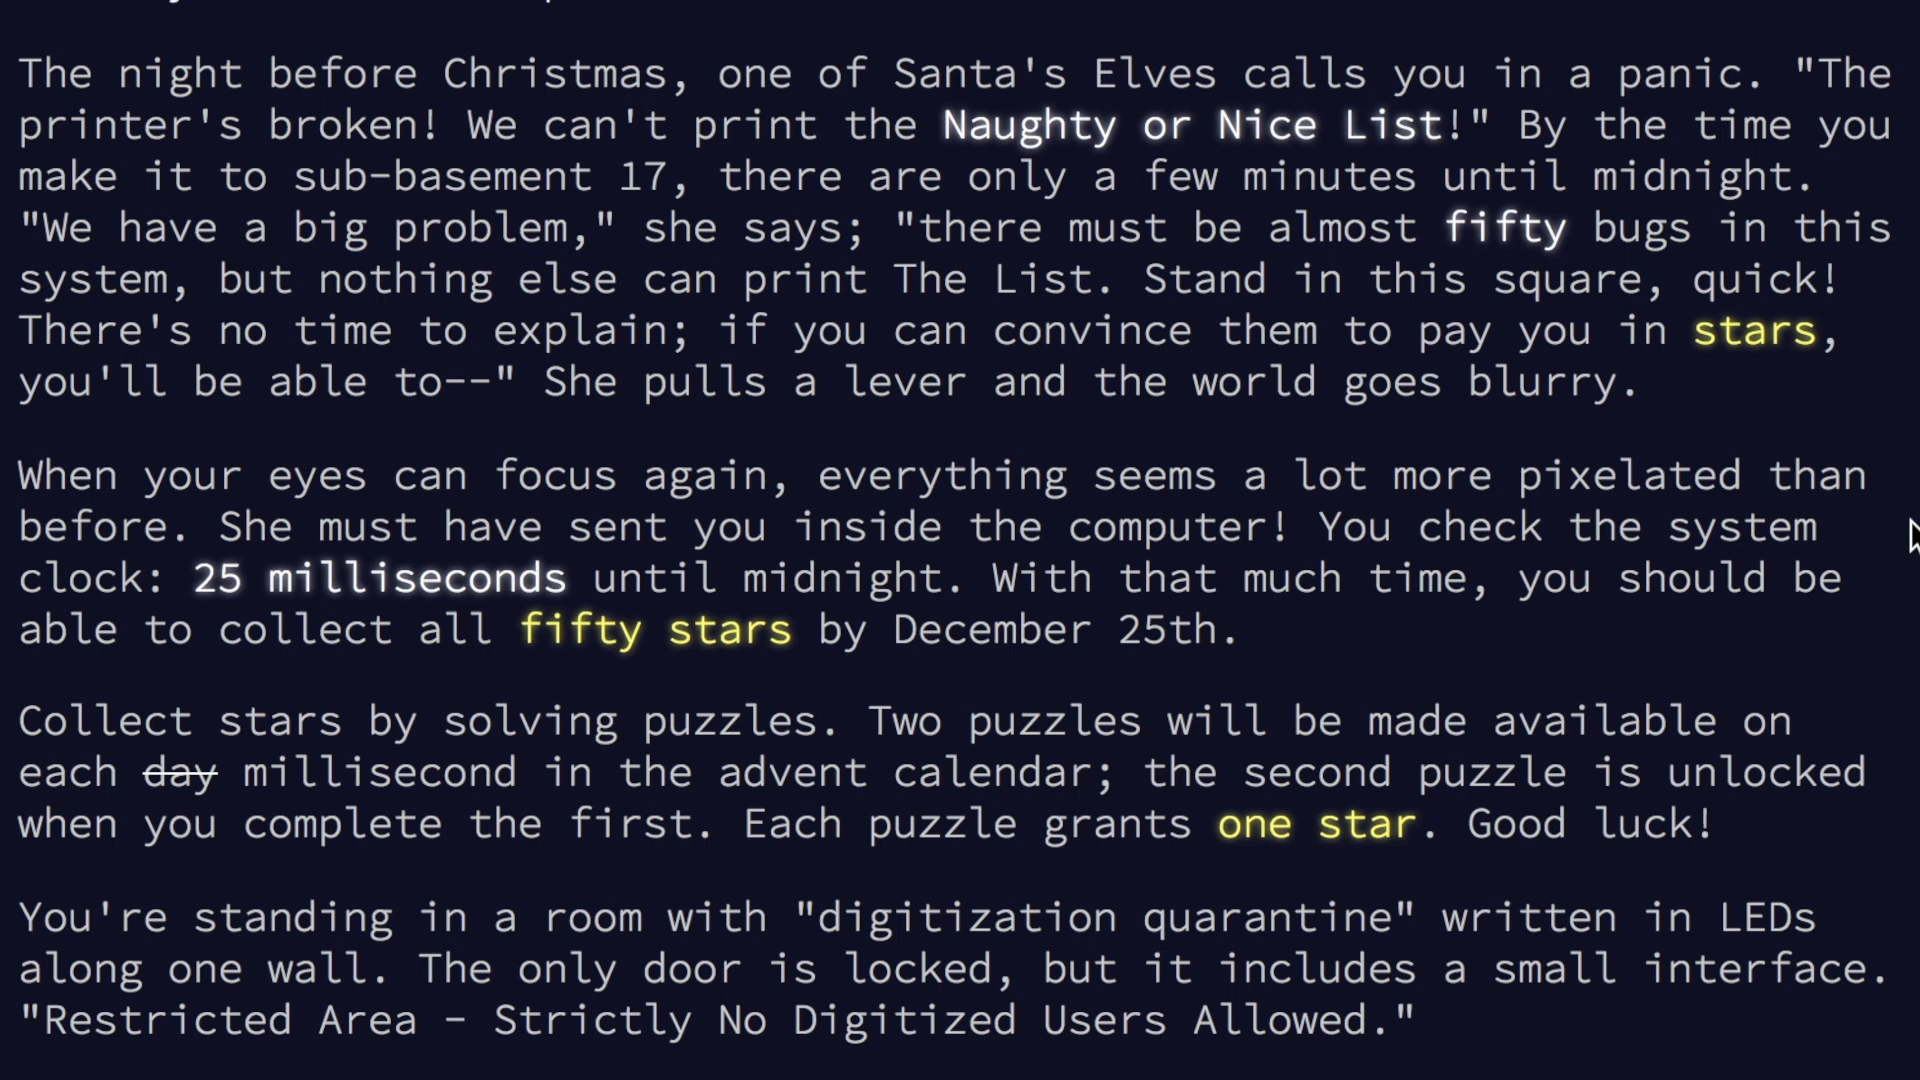 The night before Christmas, one of Santa's Elves calls you in a panic. "The
printer's broken! We can't print the Naughty or Nice List!" By the time you
make it to sub-basement 17, there are only a few minutes until midnight.
"We have a big problem," she says; "there must be almost fifty bugs in this
system, but nothing else can print The List. Stand in this square, quick!
There's no time to explain; if you can convince them to pay you in stars,
you'll be able to--" She pulls a lever and the world goes blurry.
When your eyes can focus again, everything seems a lot more pixelated than
before. She must have sent you inside the computer! You check the system
clock: 25 milliseconds until midnight. With that much time, you should be
able to collect all fifty stars by December 25th.
Collect stars by solving puzzles. Two puzzles will be made available on
each day millisecond in the advent calendar; the second puzzle is unlocked
when you complete the first. Each puzzle grants one star. Good luck!
You're standing in a room with "digitization quarantine" written in LEDs
along one wall. The only door is locked, but it includes a small interface.
"Restricted Area - Strictly No Digitized Users Allowed."